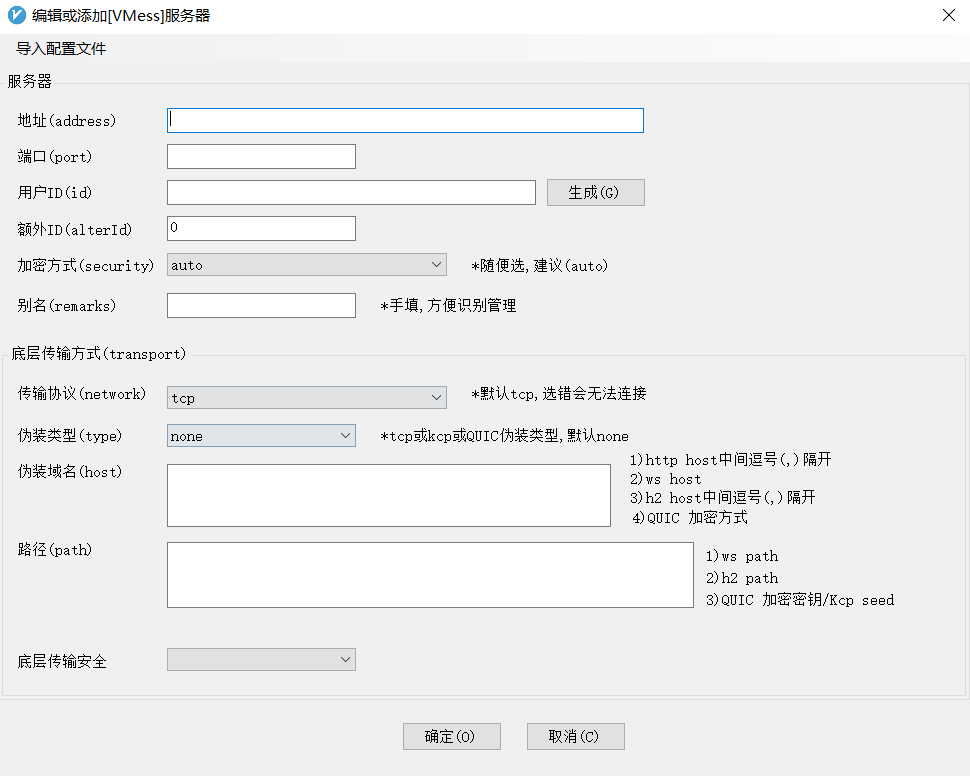 编辑或添加[VMess]服务器
导入配置文件
服务器
地址(address)
端口(port)
用户ID(id)
生成(G)
额外ID(alterId)
0
加密方式(security)
auto
*随便选,建议(auto)
别名(remarks)
*手填,方便识别管理
底层传输方式(transport)
传输协议(network)
tcp
*默认tcp,选错会无法连接
伪装类型(type)
none
*tcp或kcp或QUIC伪装类型,默认none
伪装域名(host)
1)http host中间逗号(,)隔开
2)ws host
3)h2 host中间逗号(,)隔开
4)QUIC 加密方式
路径(path)
1)ws path
2)h2 path
3)QUIC 加密密钥/Kcp seed
底层传输安全
确定(O)
取消(C)